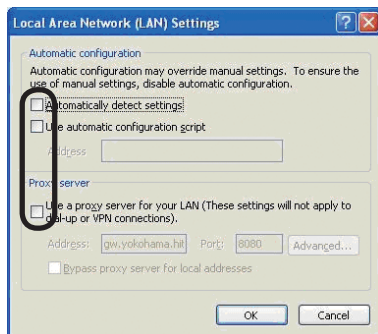 Local Area Network (LAN) Settings
Automatic configuration
Automatic configuration may override manual settings. To ensure the
use of manual settings, disable automatic configuration.
Automatically detect settings
Use automatic configuration script
Address
Proxy server
Use a proxy server for your LAN (These settings will not apply to
dial-up or VPN connections).
Address: gw.yokohama.hit Port: 8080 Advanced...
Bypass proxy server for local addresses
OK Cancel